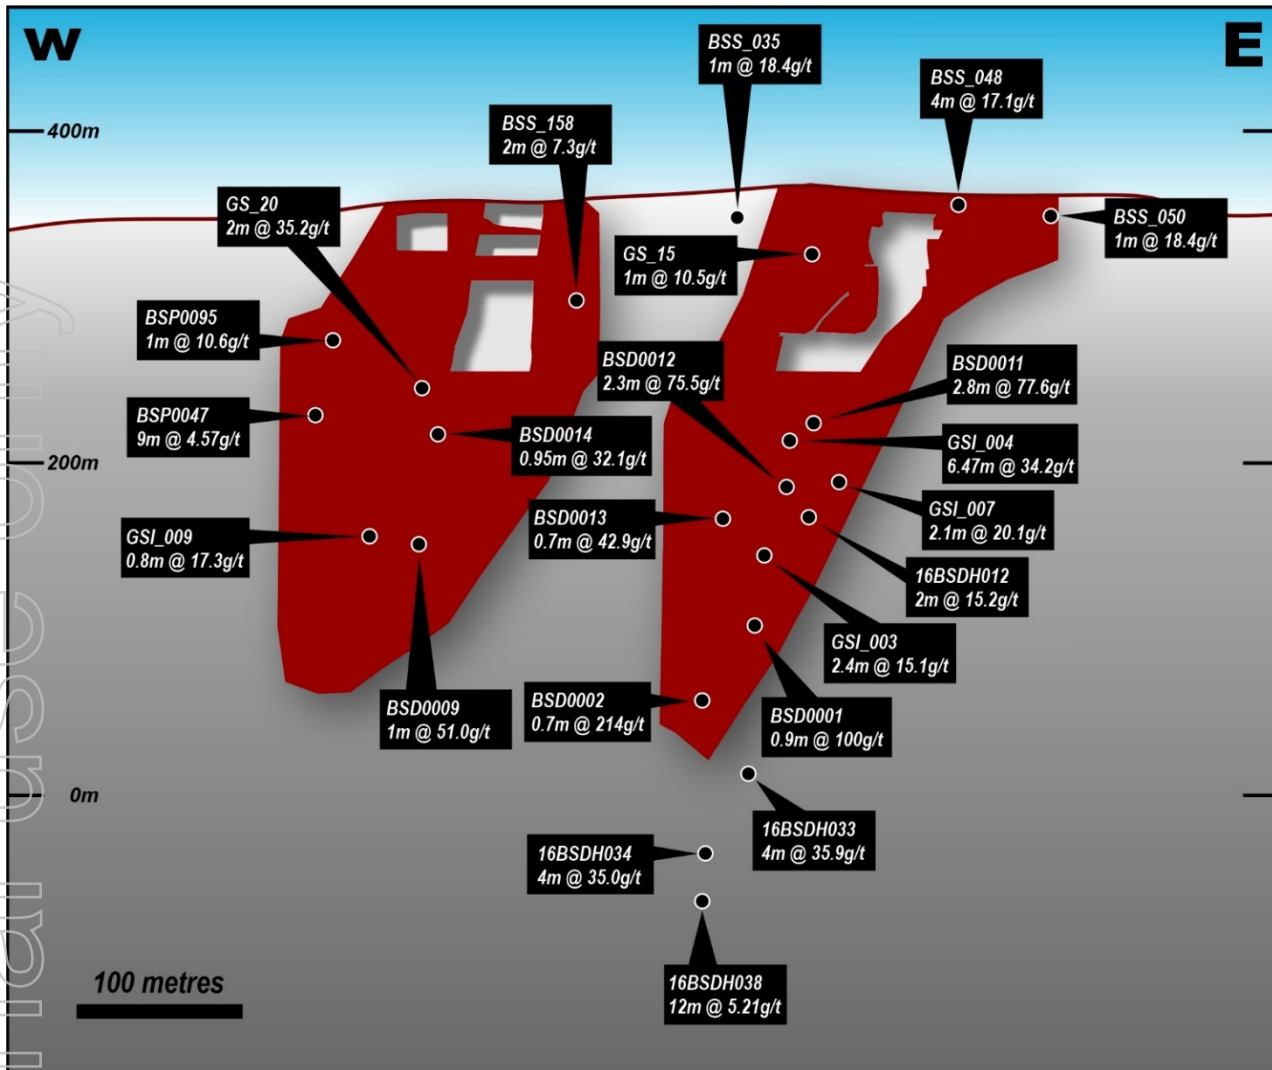 W
E
BSS_035
1m @ 18.4g/t
BSS_048
4m @ 17.1g/t
400m
BSS_158
2m @ 7.3g/t
GS_20
2m @ 35.2g/t
BSS_050
1m @ 18.4g/t
GS_15
1m @ 10.5g/t
BSP0095
1m @ 10.6g/t
BSD0012
2.3m @ 75.5g/t
BSD0011
2.8m @ 77.6g/t
BSP0047
9m @ 4.57g/t
BSD0014
0.95m @ 32.1g/t
GSI_004
6.47m @ 34.2g/t
200m
GSI_007
2.1m @ 20.1g/t
BSD0013
0.7m @ 42.9g/t
GSI_009
0.8m @ 17.3g/t
16BSDH012
2m @ 15.2g/t
GSI_003
2.4m @ 15.1g/t
BSD0009
1m @ 51.0g/t
BSD0002
0.7m @ 214g/t
BSD0001
0.9m @ 100g/t
0m
16BSDH033
4m @ 35.9g/t
16BSDH034
4m @ 35.0g/t
16BSDH038
12m @ 5.21g/t
100 metres